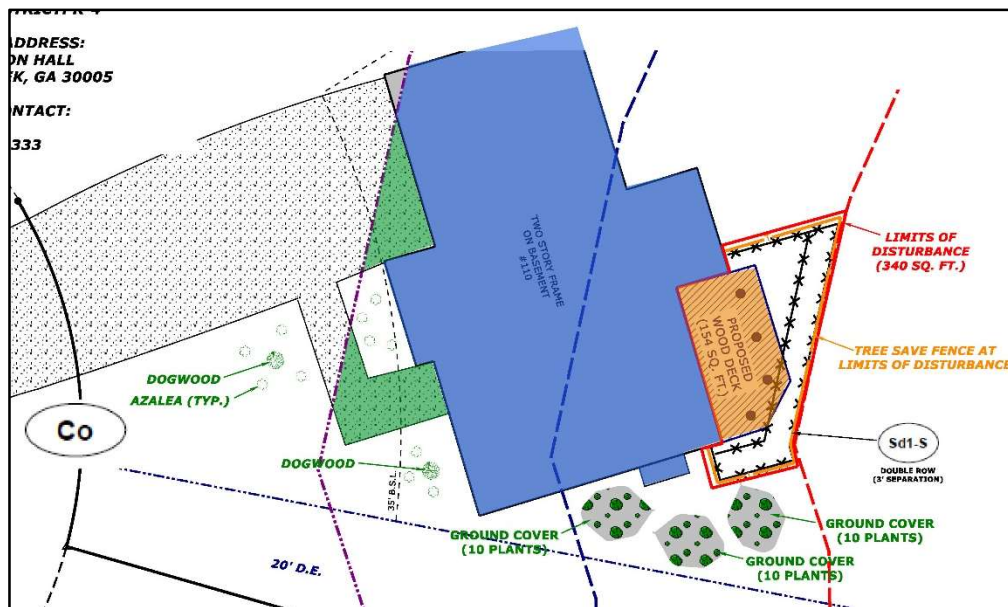 ADDRESS:
ON HALL
EK, GA 30005
ONTACT:
333
LIMITS OF
DISTURBANCE
(340 SQ. FT.)
TWO STORY FRAME
ON BASEMENT
#110
PROPOSED
WOOD DECK
(154 SQ. FT.)
TREE SAVE FENCE AT
LIMITS OF DISTURBANCE
DOGWOOD
AZALEA (TYP.)
Co
Sd1-S
DOUBLE ROW
(3' SEPARATION)
DOGWOOD
35' B.S.L.
GROUND COVER
(10 PLANTS)
GROUND COVER
(10 PLANTS)
GROUND COVER
(10 PLANTS)
20' D.E.